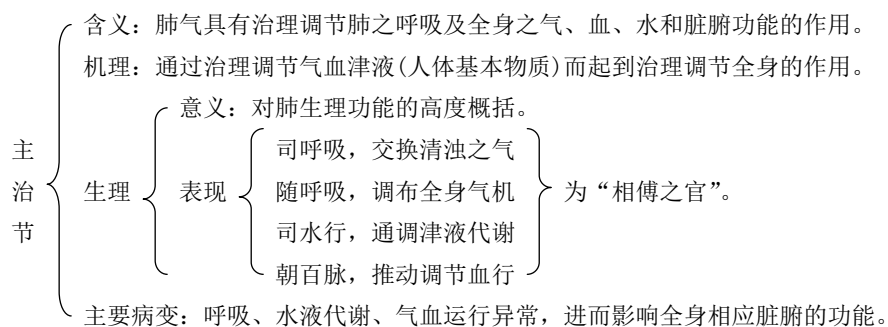 主治节
含义：肺气具有治理调节肺之呼吸及全身之气、血、水和脏腑功能的作用。
机理：通过治理调节气血津液(人体基本物质)而起到治理调节全身的作用。
生理
意义：对肺生理功能的高度概括。
表现
司呼吸，交换清浊之气
随呼吸，调布全身气机
司水行，通调津液代谢
朝百脉，推动调节血行
为“相傅之官”。
主要病变：呼吸、水液代谢、气血运行异常，进而影响全身相应脏腑的功能。